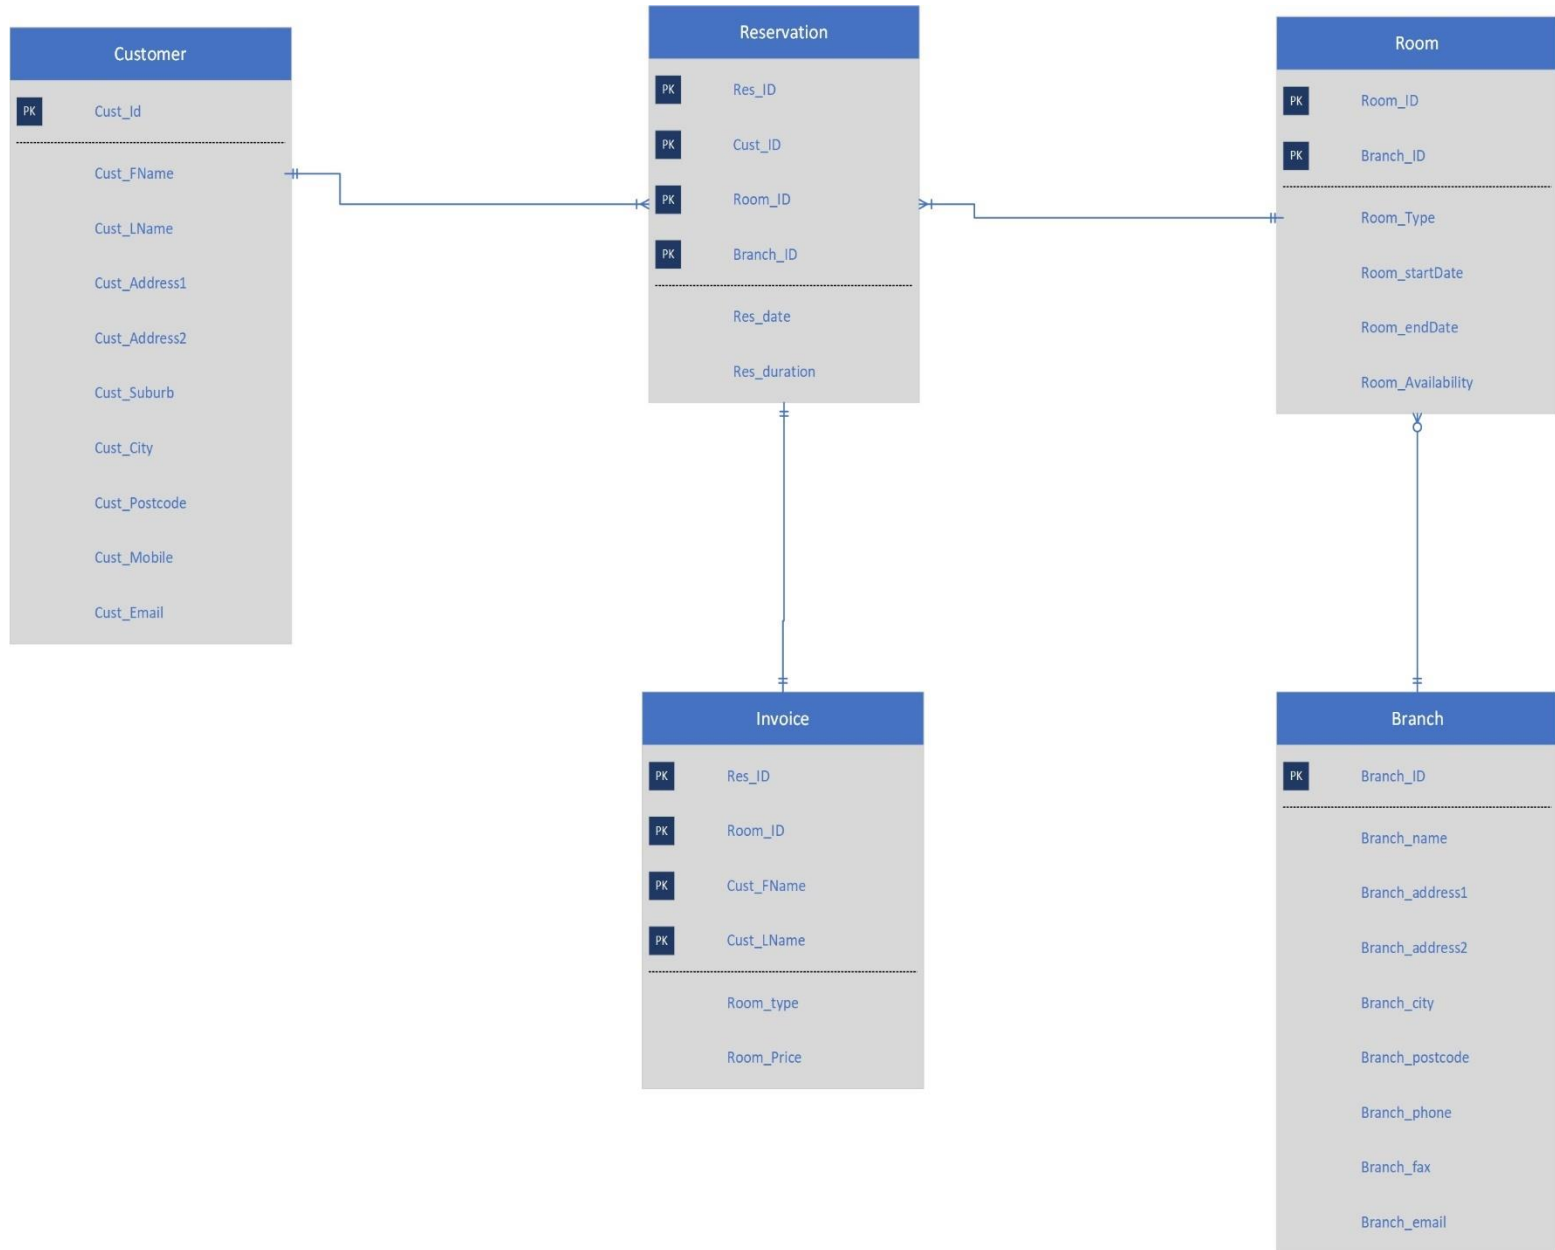 Customer
PK Cust_Id
Cust_FName
Cust_LName
Cust_Address1
Cust_Address2
Cust_Suburb
Cust_City
Cust_Postcode
Cust_Mobile
Cust_Email
Reservation
PK Res_ID
PK Cust_ID
PK Room_ID
PK Branch_ID
Res_date
Res_duration
Room
PK Room_ID
PK Branch_ID
Room_Type
Room_startDate
Room_endDate
Room_Availability
Invoice
PK Res_ID
PK Room_ID
PK Cust_FName
PK Cust_LName
Room_type
Room_Price
Branch
PK Branch_ID
Branch_name
Branch_address1
Branch_address2
Branch_city
Branch_postcode
Branch_phone
Branch_fax
Branch_email